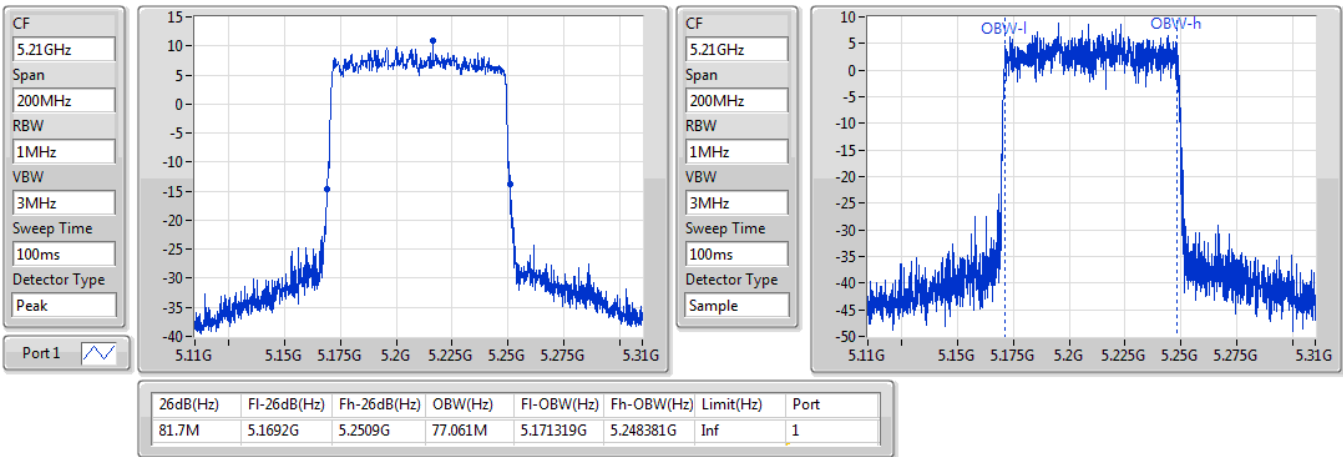 CF
5.21GHz
Span
200MHz
RBW
1MHz
VBW
3MHz
Sweep Time
100ms
Detector Type
Peak
Port 1
15
10
5
0
-5
-10
-15
-20
-25
-30
-35
-40
5.11G 5.15G 5.175G 5.2G 5.225G 5.25G 5.275G 5.31G
CF
5.21GHz
Span
200MHz
RBW
1MHz
VBW
3MHz
Sweep Time
100ms
Detector Type
Sample
OBW-l OBW-h
10
5
0
-5
-10
-15
-20
-25
-30
-35
-40
-45
-50
5.11G 5.15G 5.175G 5.2G 5.225G 5.25G 5.275G 5.31G
26dB(Hz) Fl-26dB(Hz) Fh-26dB(Hz) OBW(Hz) Fl-OBW(Hz) Fh-OBW(Hz) Limit(Hz) Port
81.7M 5.1692G 5.2509G 77.061M 5.171319G 5.248381G Inf 1